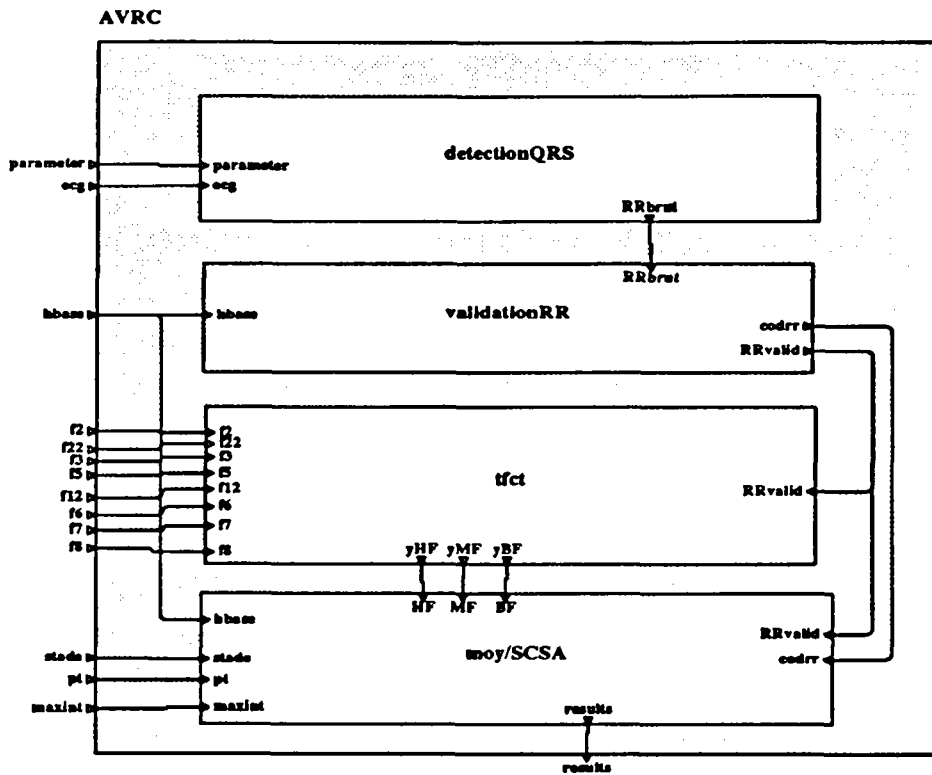 AVRC
detectionQRS
parameter parameter
ecg ecg
RRbrut
RRbrut
hbase hbase
validationRR
codrr
RRvalid
f2 f2
f22 f22
f3 f3
f5 f5
f12 f12
f6 f6
f7 f7
f8 f8
tfct
RRvalid
yHF yMF yBF
HF MF BF
hbase
tmoy/SCSA
RRvalid
codrr
stade stade
pt pt
maxint maxint
results
results